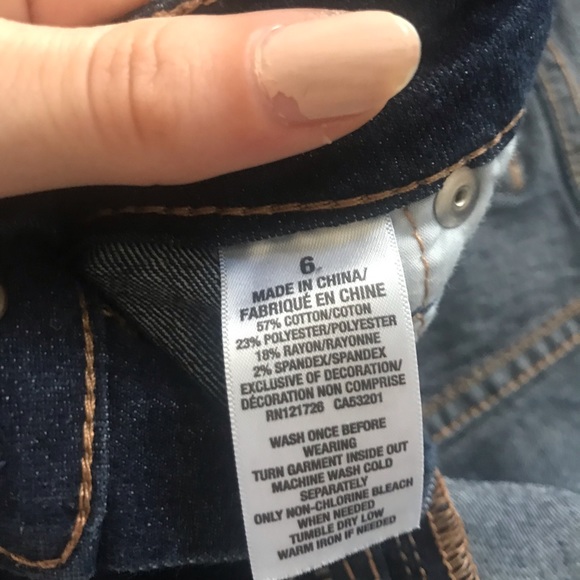 6
MADE IN CHINA/
FABRIQUÉ EN CHINE
57% COTTON/COTON
23% POLYESTER/POLYESTER
18% RAYON/RAYONNE
2% SPANDEX/SPANDEX
EXCLUSIVE OF DECORATION/
DÉCORATION NON COMPRISE
RN121726 CA53201
WASH ONCE BEFORE
WEARING
TURN GARMENT INSIDE OUT
MACHINE WASH COLD
SEPARATELY
ONLY NON-CHLORINE BLEACH
WHEN NEEDED
TUMBLE DRY LOW
WARM IRON IF NEEDED